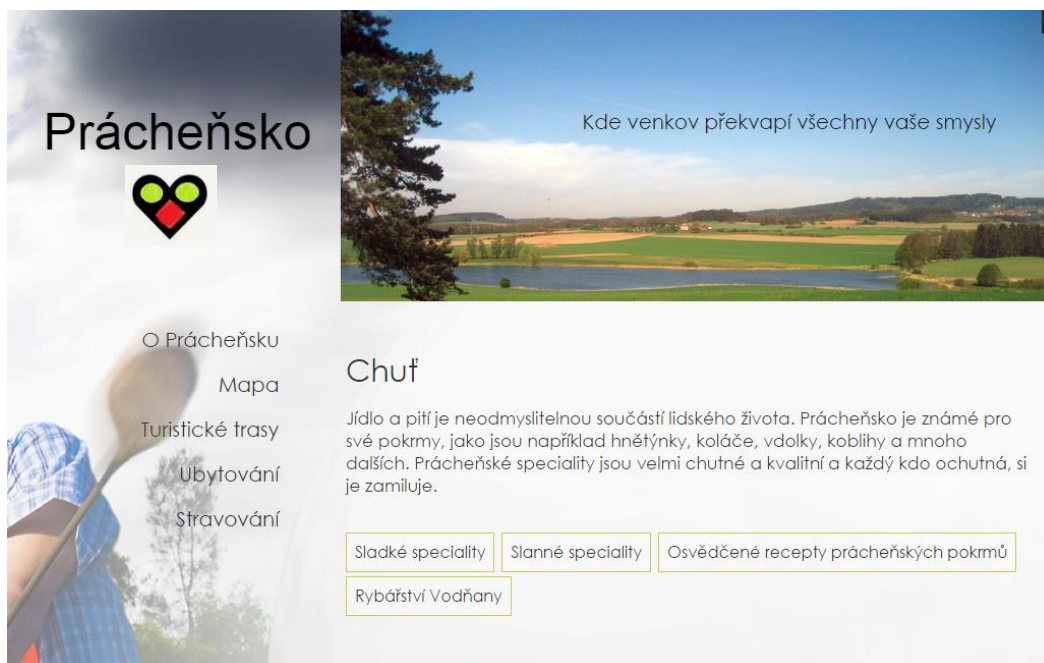 Prácheňsko
Kde venkov překvapí všechny vaše smysly
O Prácheňsku
Mapa
Turistické trasy
Ubytování
Stravování
Chuť
Jídlo a pití je neodmyslitelnou součástí lidského života. Prácheňsko je známé pro
své pokrmy, jako jsou například hnětýnky, koláče, vdolky, koblihy a mnoho
dalších. Prácheňské speciality jsou velmi chutné a kvalitní a každý kdo ochutná, si
je zamiluje.
Sladké speciality
Slanné speciality
Osvědčené recepty prácheňských pokrmů
Rybářství Vodňany